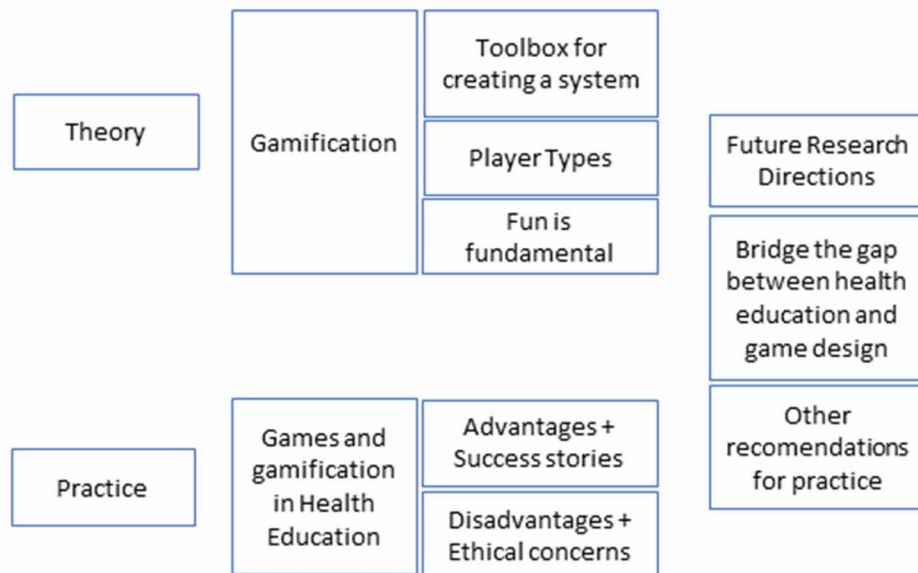 Theory
Gamification
Toolbox for
creating a system
Player Types
Fun is
fundamental
Practice
Games and
gamification
in Health
Education
Advantages +
Success stories
Disadvantages +
Ethical concerns
Future Research
Directions
Bridge the gap
between health
education and
game design
Other
recomendations
for practice